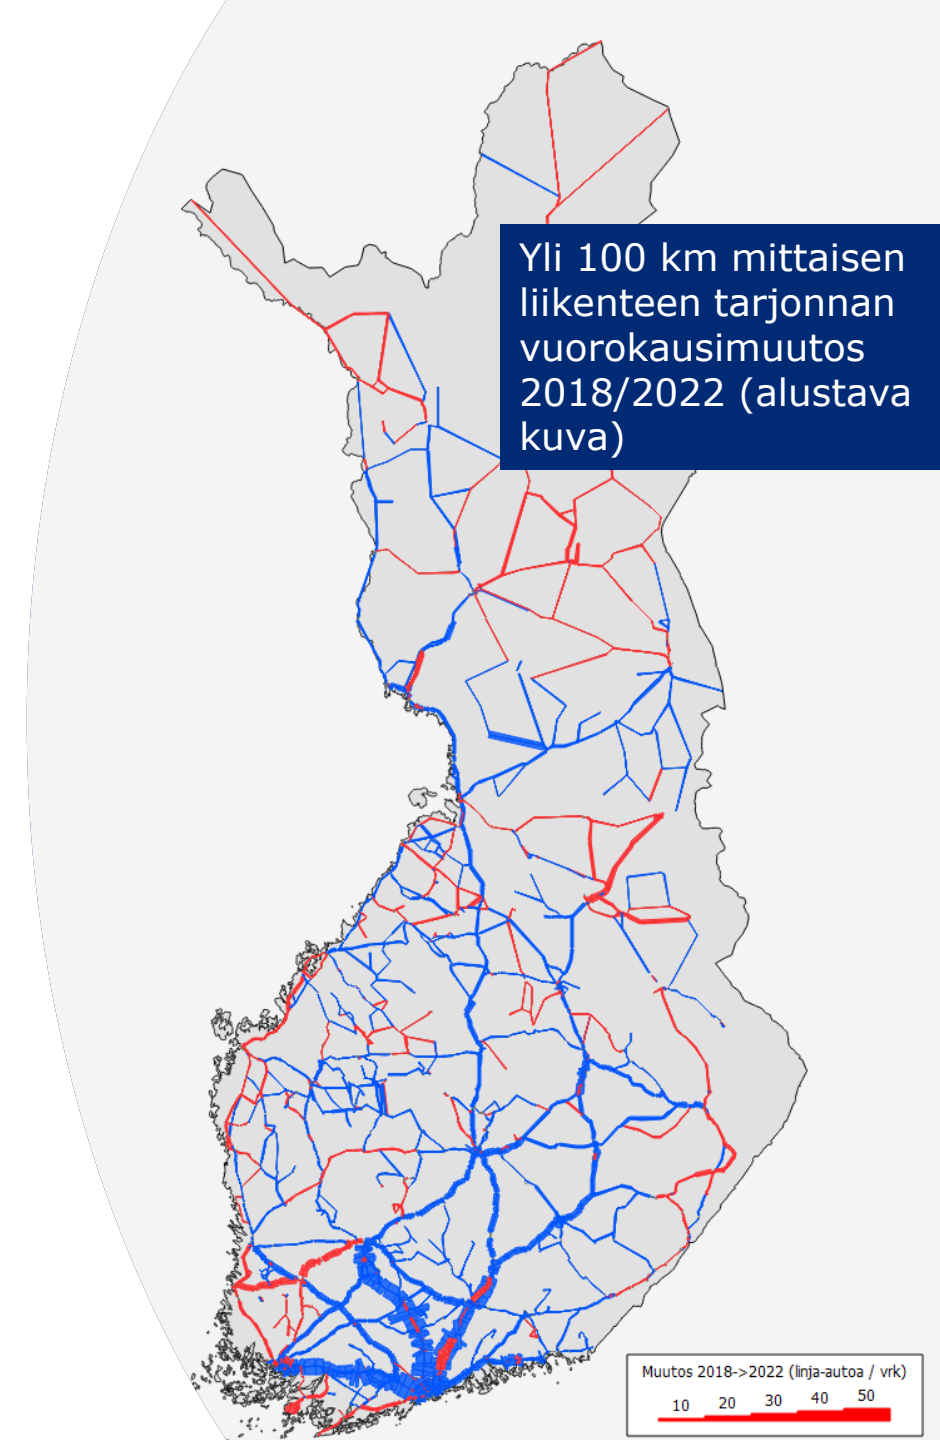 Yli 100 km mittaisen
liikenteen tarjonnan
vuorokausimuutos
2018/2022 (alustava
kuva)
Muutos 2018->2022 (linja-autoa / vrk)
10 20 30 40 50